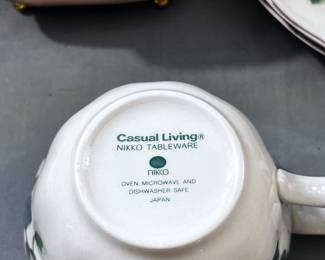 Casual Living®
NIKKO TABLEWARE
NIKKO
OVEN, MICROWAVE AND
DISHWASHER SAFE
JAPAN